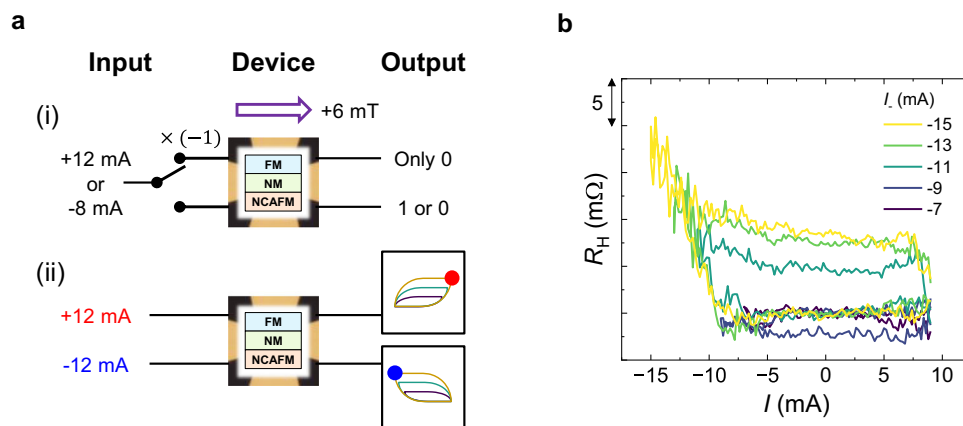 a
Input Device Output
(i)
+6 mT
× (−1)
+12 mA
or
-8 mA
FM
NM
NCAFM
Only 0
1 or 0
(ii)
+12 mA
-12 mA
FM
NM
NCAFM
b
5
R_H (mΩ)
I_- (mA)
-15
-13
-11
-9
-7
−15 −10 −5 0 5 10
I (mA)